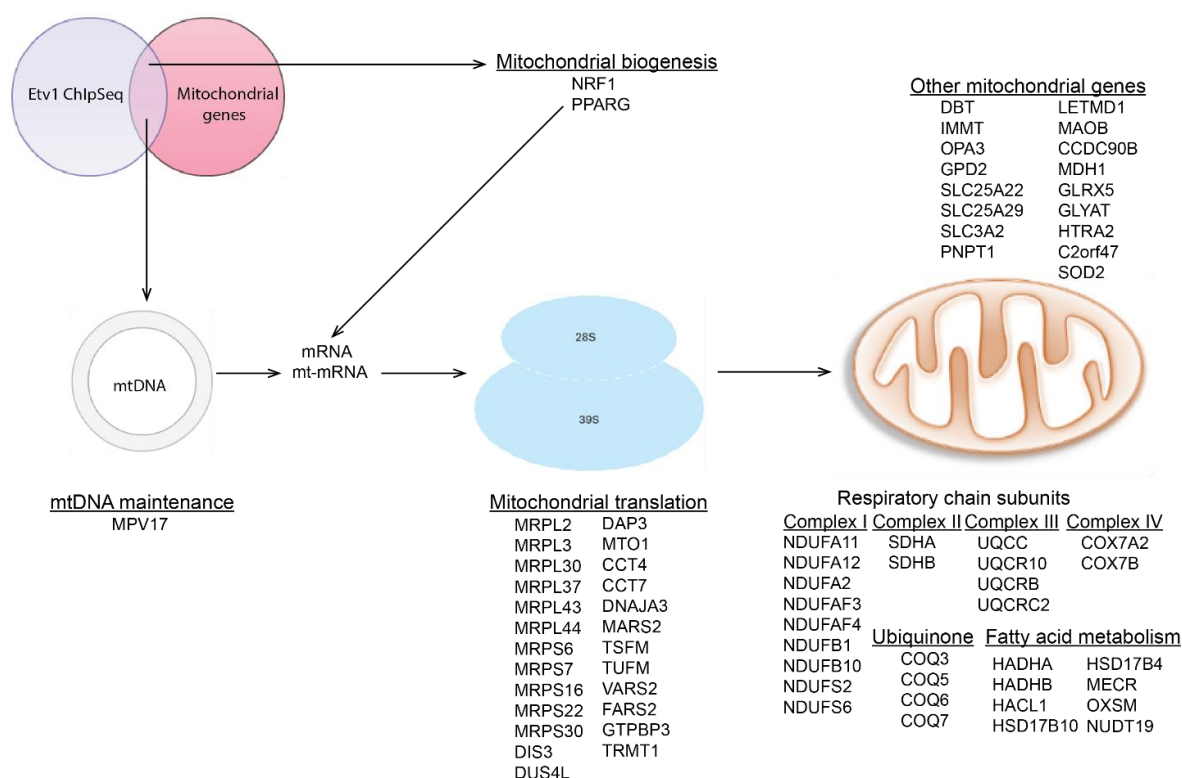 Etv1 ChIpSeq
Mitochondrial
genes
Mitochondrial biogenesis
NRF1
PPARG
Other mitochondrial genes
DBT
IMMT
OPA3
GPD2
SLC25A22
SLC25A29
SLC3A2
PNPT1
LETMD1
MAOB
CCDC90B
MDH1
GLRX5
GLYAT
HTRA2
C2orf47
SOD2
mtDNA
mRNA
mt-mRNA
28S
39S
mtDNA maintenance
MPV17
Mitochondrial translation
MRPL2
MRPL3
MRPL30
MRPL37
MRPL43
MRPL44
MRPS6
MRPS7
MRPS16
MRPS22
MRPS30
DIS3
DUS4L
DAP3
MTO1
CCT4
CCT7
DNAJA3
MARS2
TSFM
TUFM
VARS2
FARS2
GTPBP3
TRMT1
Respiratory chain subunits
Complex I
NDUFA11
NDUFA12
NDUFA2
NDUFAF3
NDUFAF4
NDUFB1
NDUFB10
NDUFS2
NDUFS6
Complex II
SDHA
SDHB
Complex III
UQCC
UQCR10
UQCRB
UQCRC2
Complex IV
COX7A2
COX7B
Ubiquinone
COQ3
COQ5
COQ6
COQ7
Fatty acid metabolism
HADHA
HADHB
HACL1
HSD17B10
HSD17B4
MECR
OXSM
NUDT19